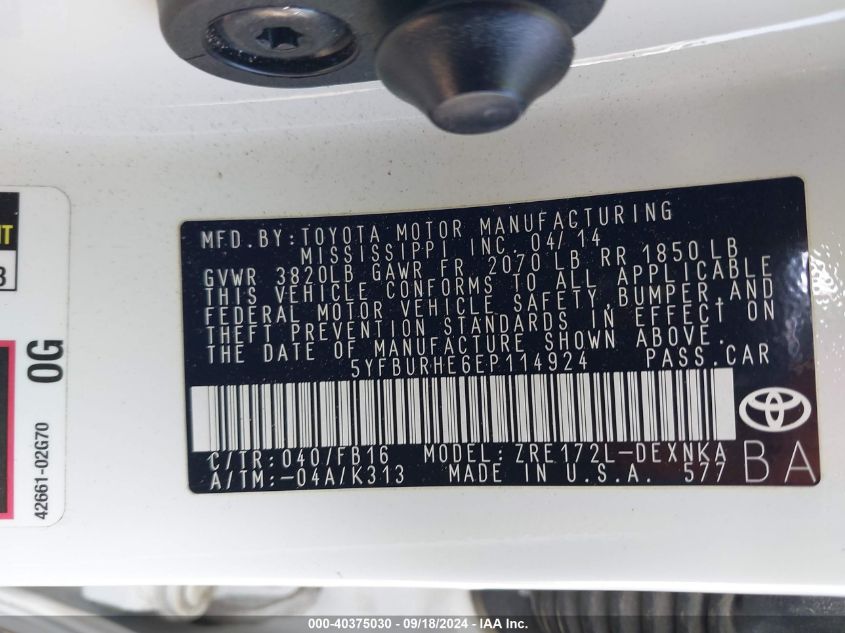 MFD.BY:TOYOTA MOTOR MANUFACTURING
MISSISSIPPI INC. 04/14
GVWR 3820LB GAWR FR 2070 LB RR 1850 LB
THIS VEHICLE CONFORMS TO ALL APPLICABLE
FEDERAL MOTOR VEHICLE SAFETY,BUMPER,AND
THEFT PREVENTION STANDARDS IN EFFECT ON
THE DATE OF MANUFACTURE SHOWN ABOVE.
5YFBURHE6EP114924 PASS.CAR
C/TR:040/FB16 MODEL:ZRE172L-DEXNKA
A/TM:-04A/K313 MADE IN U.S.A. 577
BA
0G
42661-02G70
000-40375030 - 09/18/2024 - IAA Inc.